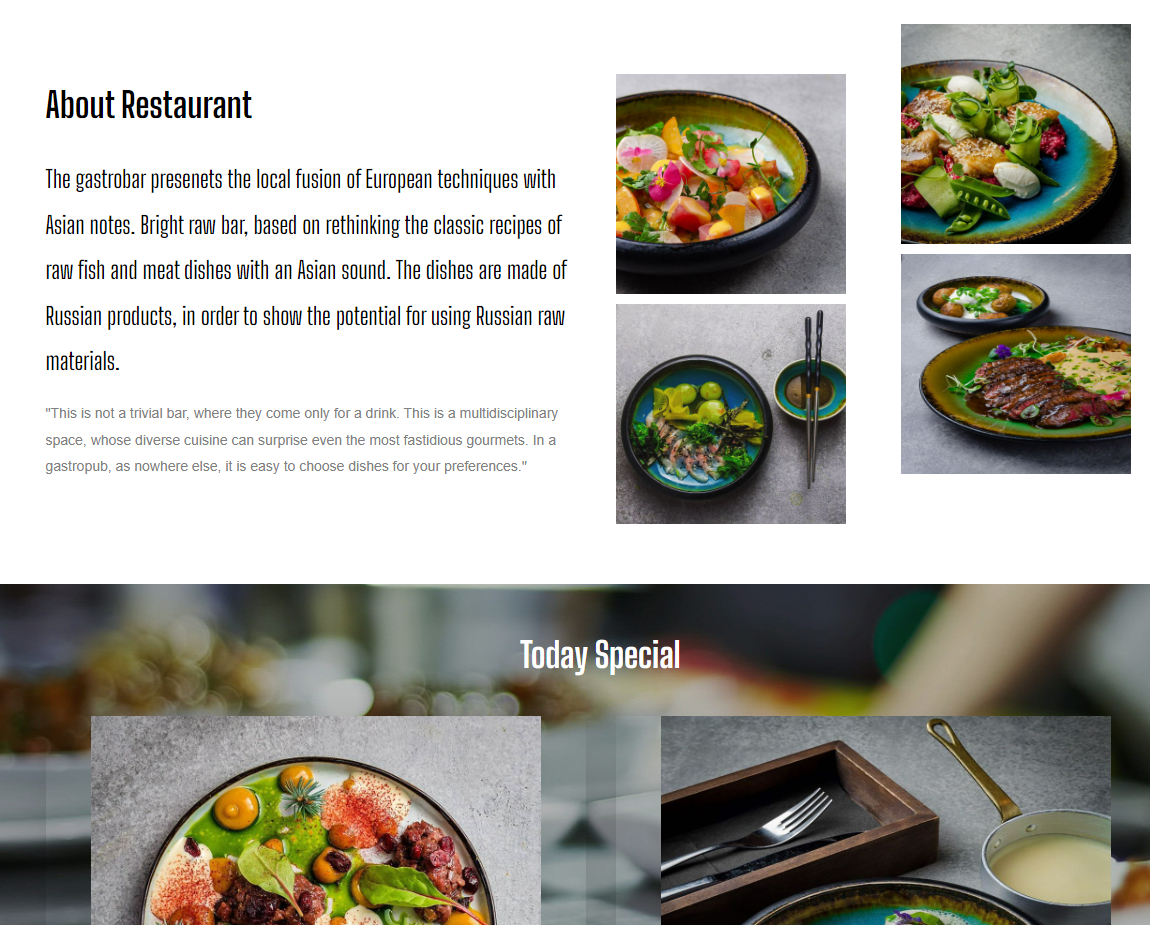 About Restaurant
The gastrobar presenets the local fusion of European techniques with
Asian notes. Bright raw bar, based on rethinking the classic recipes of
raw fish and meat dishes with an Asian sound. The dishes are made of
Russian products, in order to show the potential for using Russian raw
materials.
"This is not a trivial bar, where they come only for a drink. This is a multidisciplinary
space, whose diverse cuisine can surprise even the most fastidious gourmets. In a
gastropub, as nowhere else, it is easy to choose dishes for your preferences."
Today Special